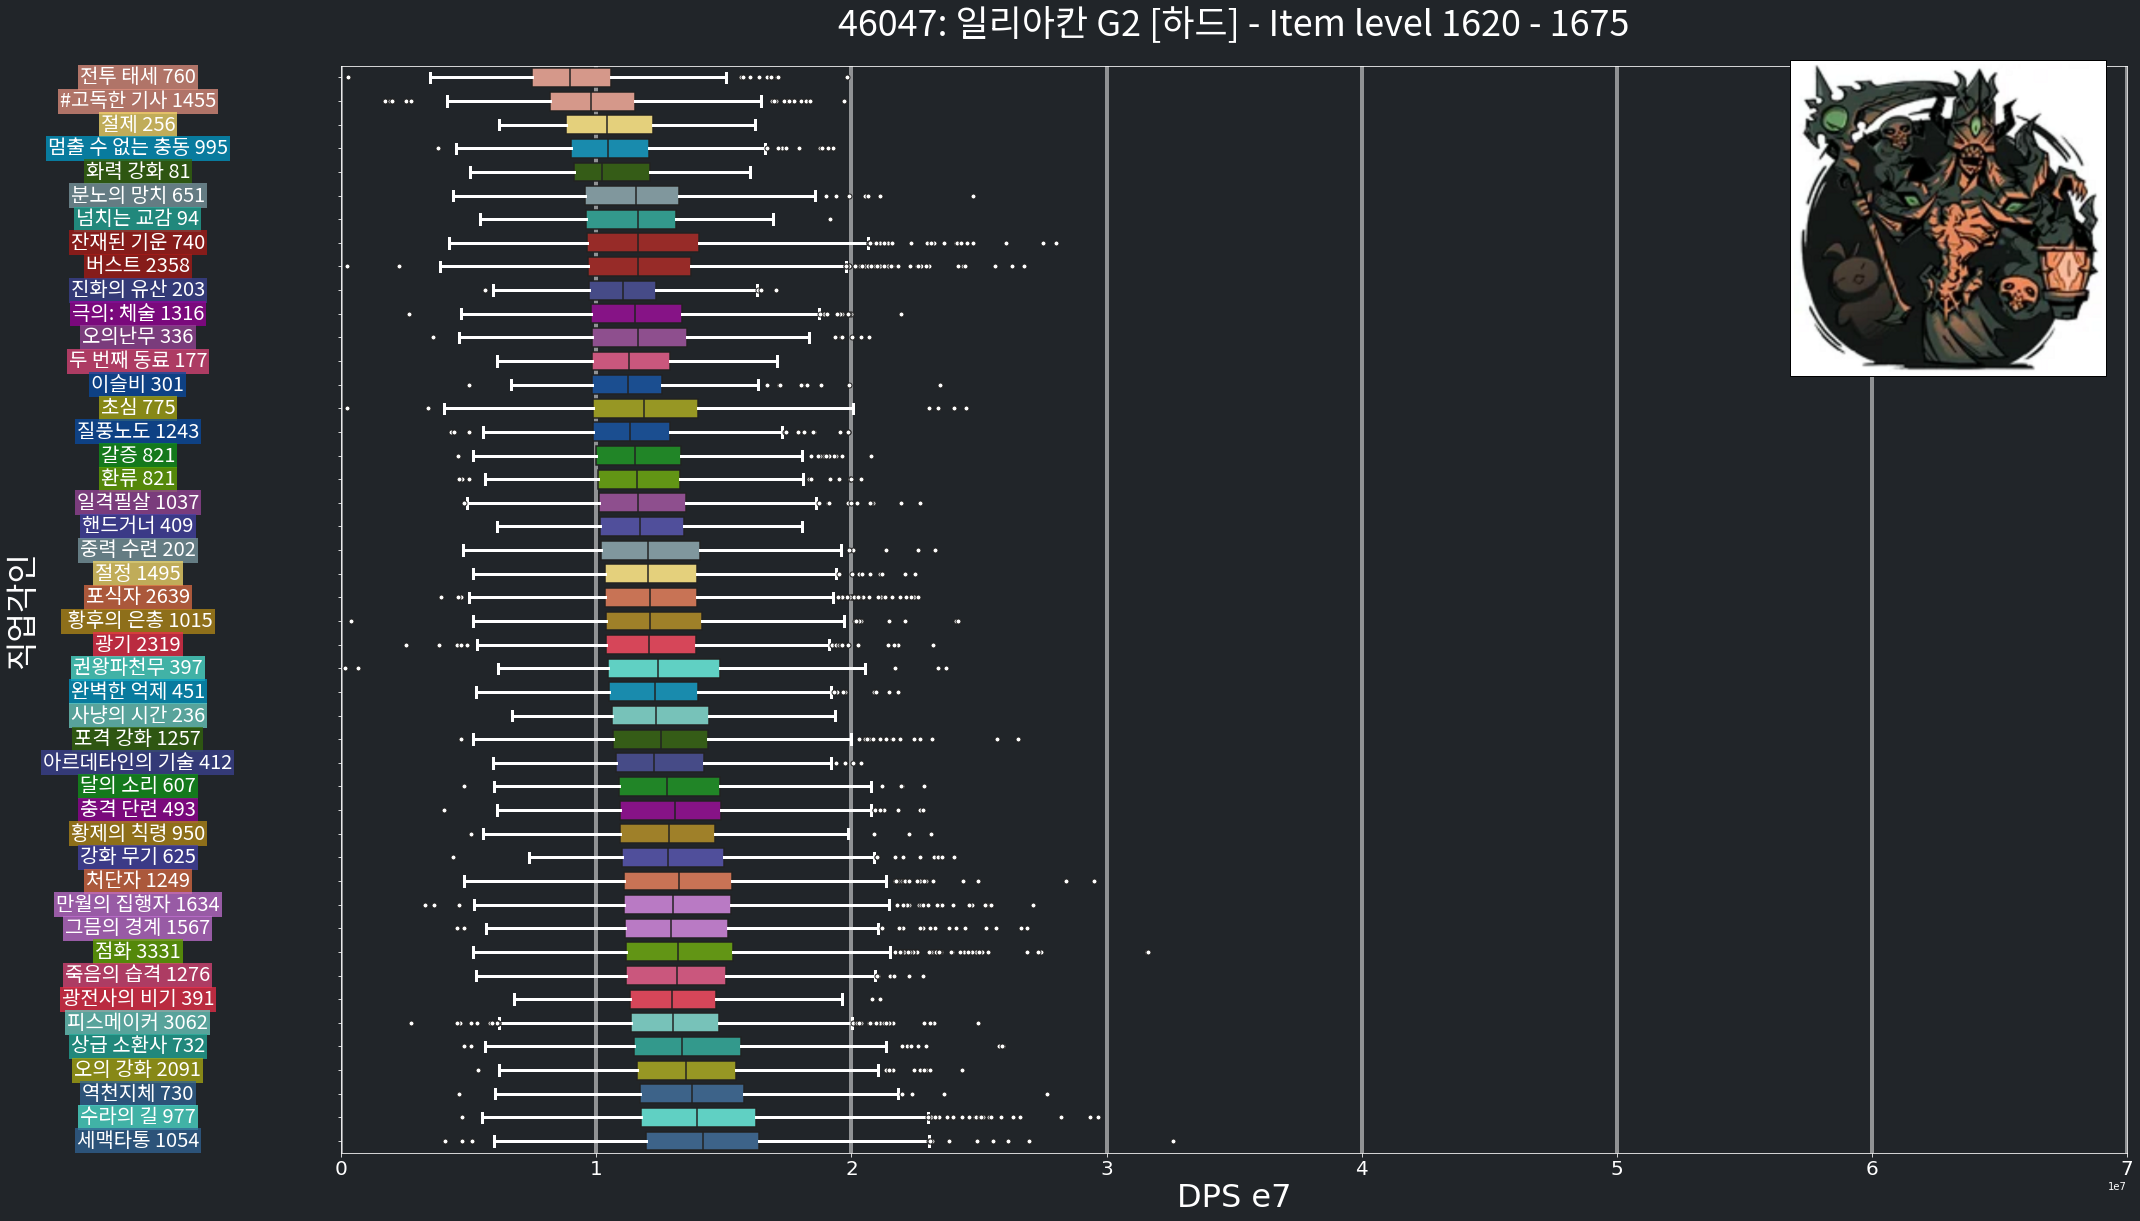 46047: 일리아칸 G2 [하드] - Item level 1620 - 1675
직업각인
전투 태세 760
#고독한 기사 1455
절제 256
멈출 수 없는 충동 995
화력 강화 81
분노의 망치 651
넘치는 교감 94
잔재된 기운 740
버스트 2358
진화의 유산 203
극의: 체술 1316
오의난무 336
두 번째 동료 177
이슬비 301
초심 775
질풍노도 1243
갈증 821
환류 821
일격필살 1037
핸드거너 409
중력 수련 202
절정 1495
포식자 2639
황후의 은총 1015
광기 2319
권왕파천무 397
완벽한 억제 451
사냥의 시간 236
포격 강화 1257
아르데타인의 기술 412
달의 소리 607
충격 단련 493
황제의 칙령 950
강화 무기 625
처단자 1249
만월의 집행자 1634
그믐의 경계 1567
점화 3331
죽음의 습격 1276
광전사의 비기 391
피스메이커 3062
상급 소환사 732
오의 강화 2091
역천지체 730
수라의 길 977
세맥타통 1054
0 1 2 3 4 5 6 7
1e7
DPS e7